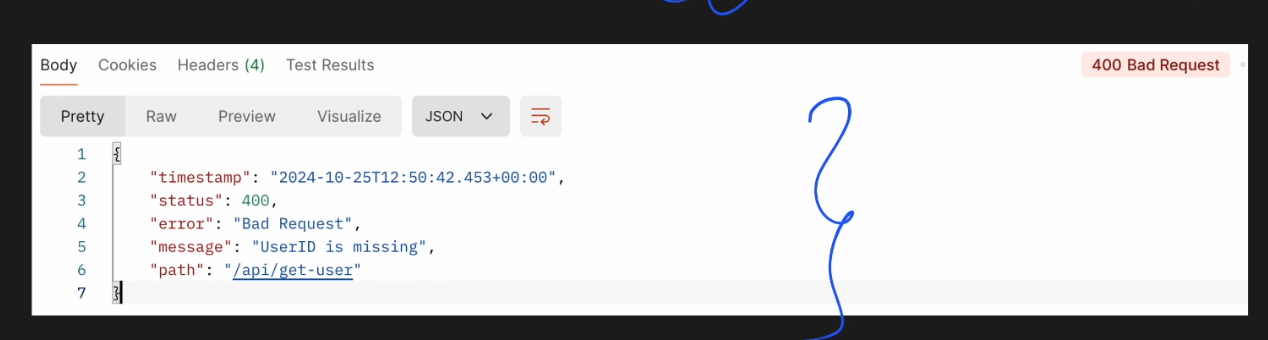 Body Cookies Headers (4) Test Results 400 Bad Request
Pretty Raw Preview Visualize JSON
1 {
2 "timestamp": "2024-10-25T12:50:42.453+00:00",
3 "status": 400,
4 "error": "Bad Request",
5 "message": "UserID is missing",
6 "path": "/api/get-user"
7 }